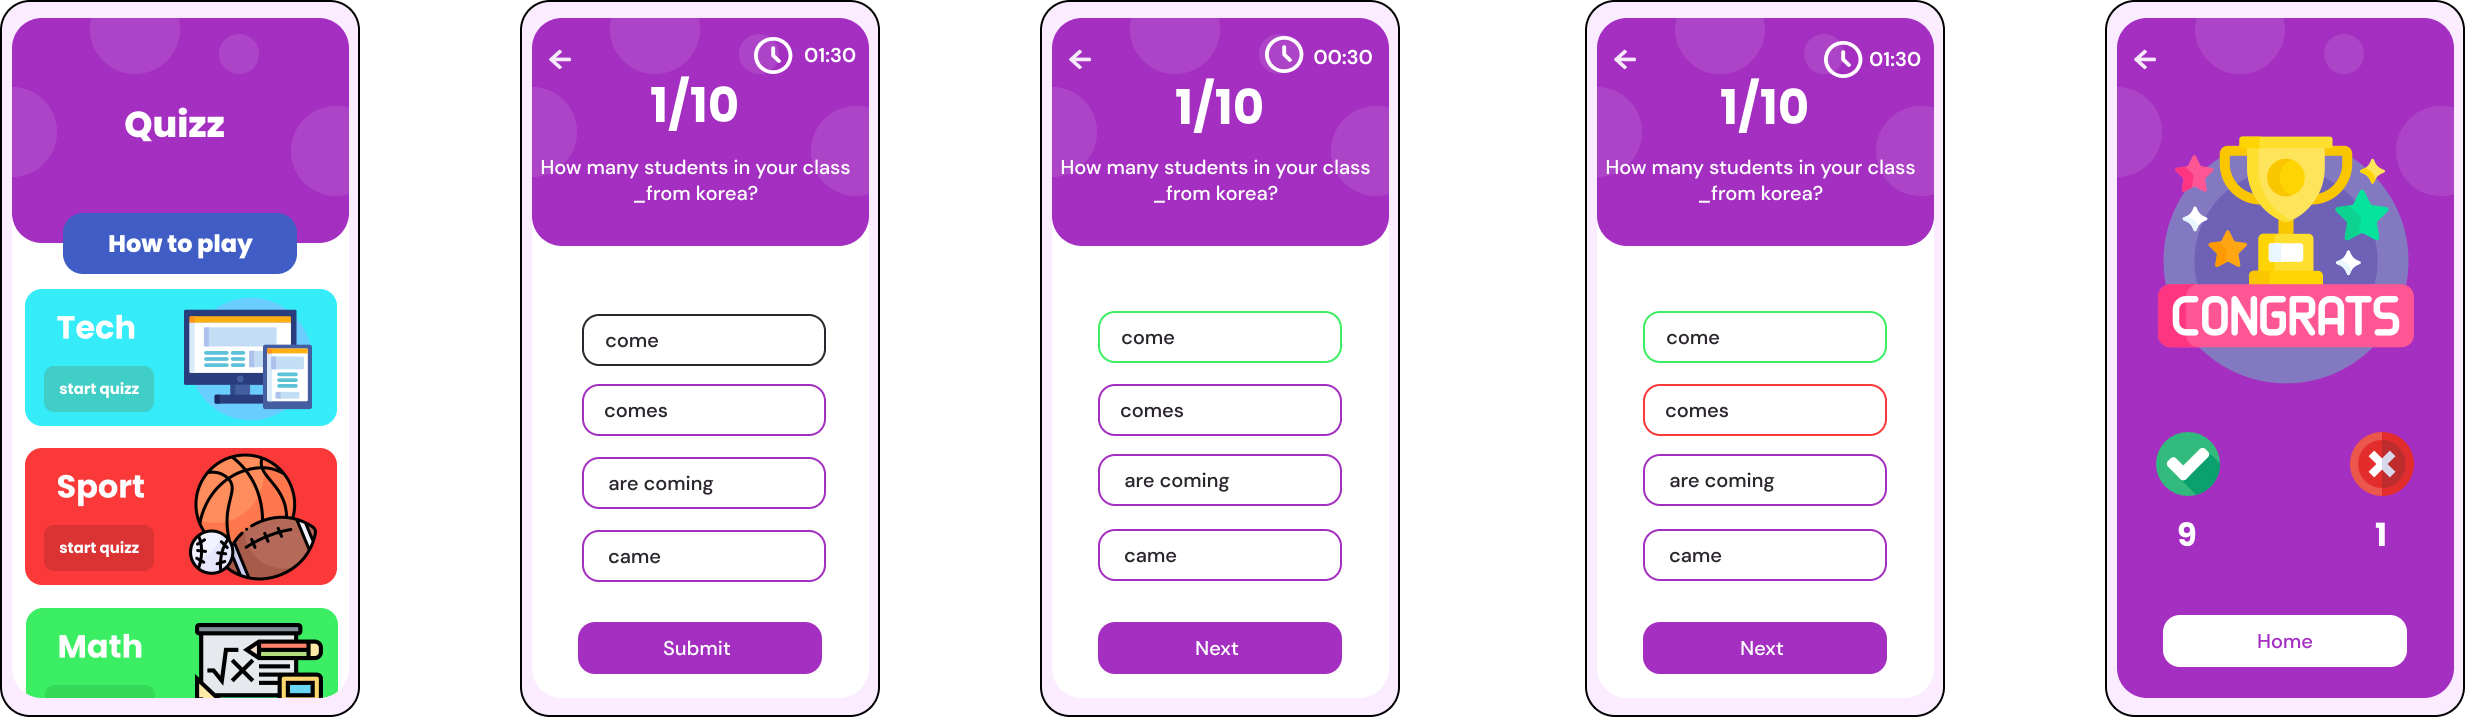 Quizz
How to play
Tech
start quizz
Sport
start quizz
Math
01:30
1/10
How many students in your class
_from korea?
come
comes
are coming
came
Submit
00:30
1/10
How many students in your class
_from korea?
come
comes
are coming
came
Next
01:30
1/10
How many students in your class
_from korea?
come
comes
are coming
came
Next
CONGRATS
9
1
Home